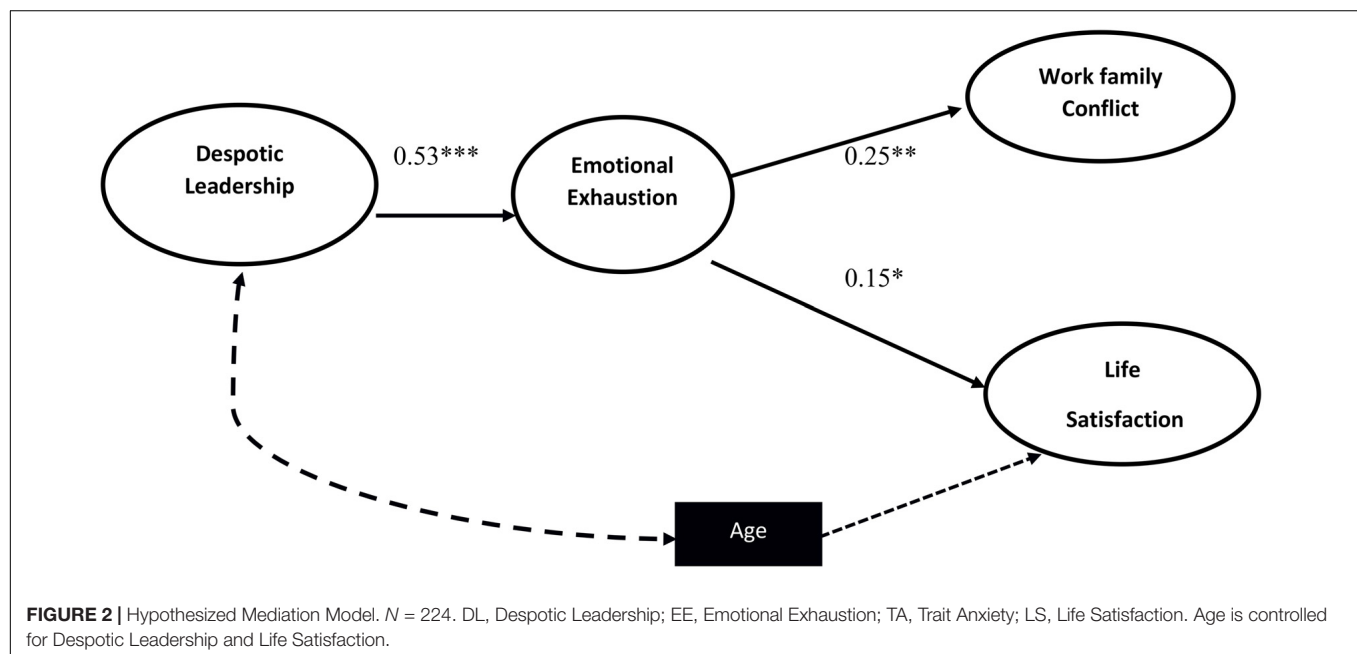 Work family
Conflict
Despotic
Leadership
0.53***
Emotional
Exhaustion
0.25**
0.15*
Life
Satisfaction
Age
FIGURE 2 | Hypothesized Mediation Model. N = 224. DL, Despotic Leadership; EE, Emotional Exhaustion; TA, Trait Anxiety; LS, Life Satisfaction. Age is controlled
for Despotic Leadership and Life Satisfaction.